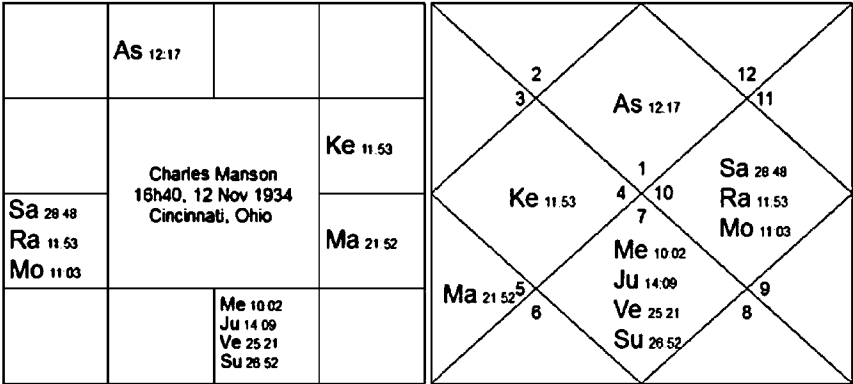 As 12:17
Ke 11:53
Charles Manson
16h40, 12 Nov 1934
Cincinnati, Ohio
Sa 28 48
Ra 11 53
Mo 11:03
Ma 21 52
Me 10 02
Ju 14 09
Ve 25 21
Su 26 52
2
12
3
11
As 12:17
1
Ke 11:53
4
10
7
Sa 28 48
Ra 11:53
Mo 11:03
Me 10:02
Ju 14:09
Ve 25 21
Su 26 52
Ma 21 52
5
6
9
8